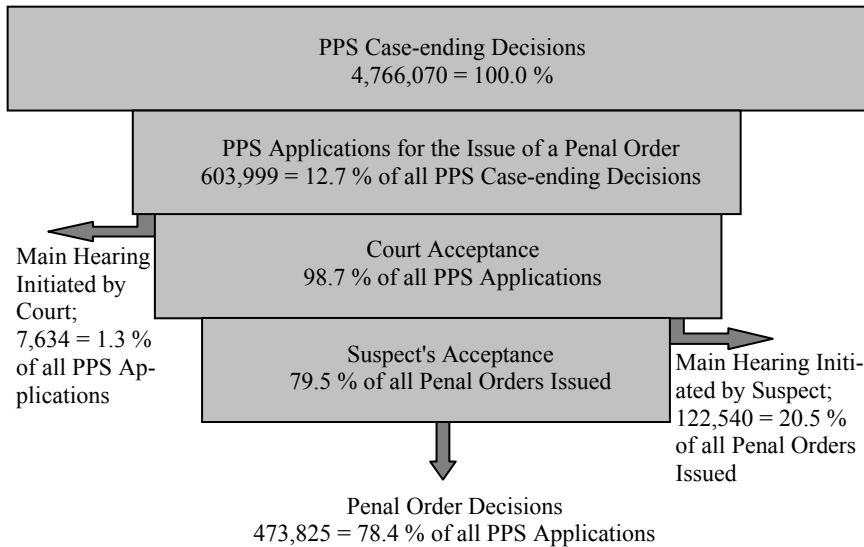 PPS Case-ending Decisions
4,766,070 = 100.0 %
PPS Applications for the Issue of a Penal Order
603,999 = 12.7 % of all PPS Case-ending Decisions
Main Hearing
Initiated by
Court;
7,634 = 1.3 %
of all PPS Ap-
plications
Court Acceptance
98.7 % of all PPS Applications
Suspect's Acceptance
79.5 % of all Penal Orders Issued
Main Hearing Initi-
ated by Suspect;
122,540 = 20.5 %
of all Penal Orders
Issued
Penal Order Decisions
473,825 = 78.4 % of all PPS Applications